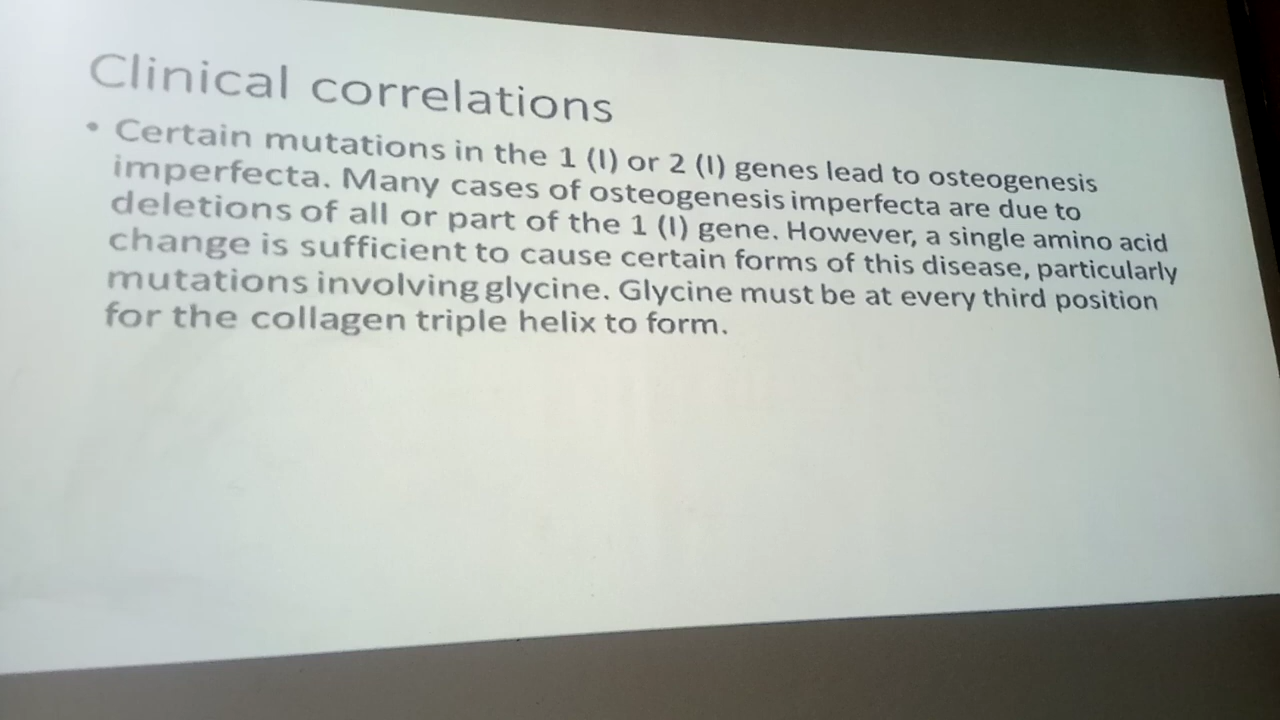 Clinical correlations
• Certain mutations in the 1 (I) or 2 (I) genes lead to osteogenesis
imperfecta. Many cases of osteogenesis imperfecta are due to
deletions of all or part of the 1 (I) gene. However, a single amino acid
change is sufficient to cause certain forms of this disease, particularly
mutations involving glycine. Glycine must be at every third position
for the collagen triple helix to form.